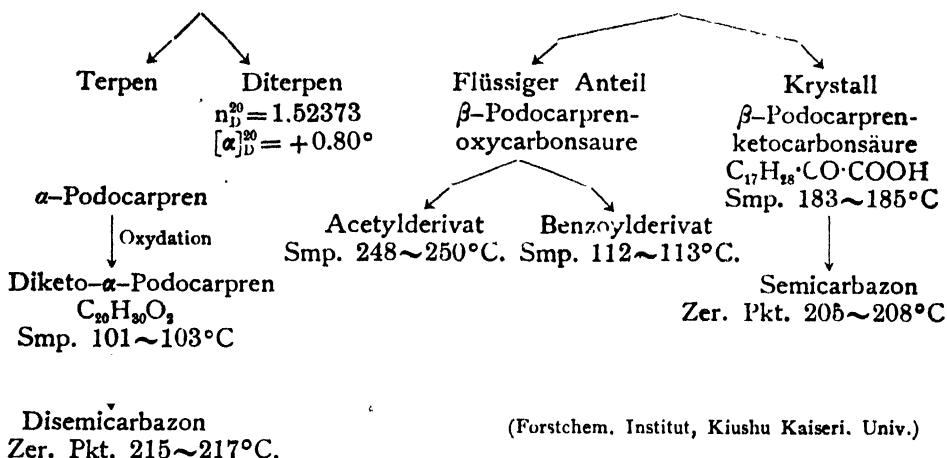 Terpen Diterpen Flüssiger Anteil Krystall
n_D^20=1.52373 β-Podocarpren- β-Podocarpren-
[α]_D^20=+0.80° oxycarbonsaure ketocarbonsäure
C₁₇H₂₈·CO·COOH
α-Podocarpren Smp. 183~185°C
Oxydation Acetylderivat Benzoylderivat
Smp. 248~250°C. Smp. 112~113°C.
Diketo-α-Podocarpren Semicarbazon
C₂₀H₃₀O₂ Zer. Pkt. 205~208°C
Smp. 101~103°C
Disemicarbazon (Forstchem. Institut, Kiushu Kaiseri. Univ.)
Zer. Pkt. 215~217°C.